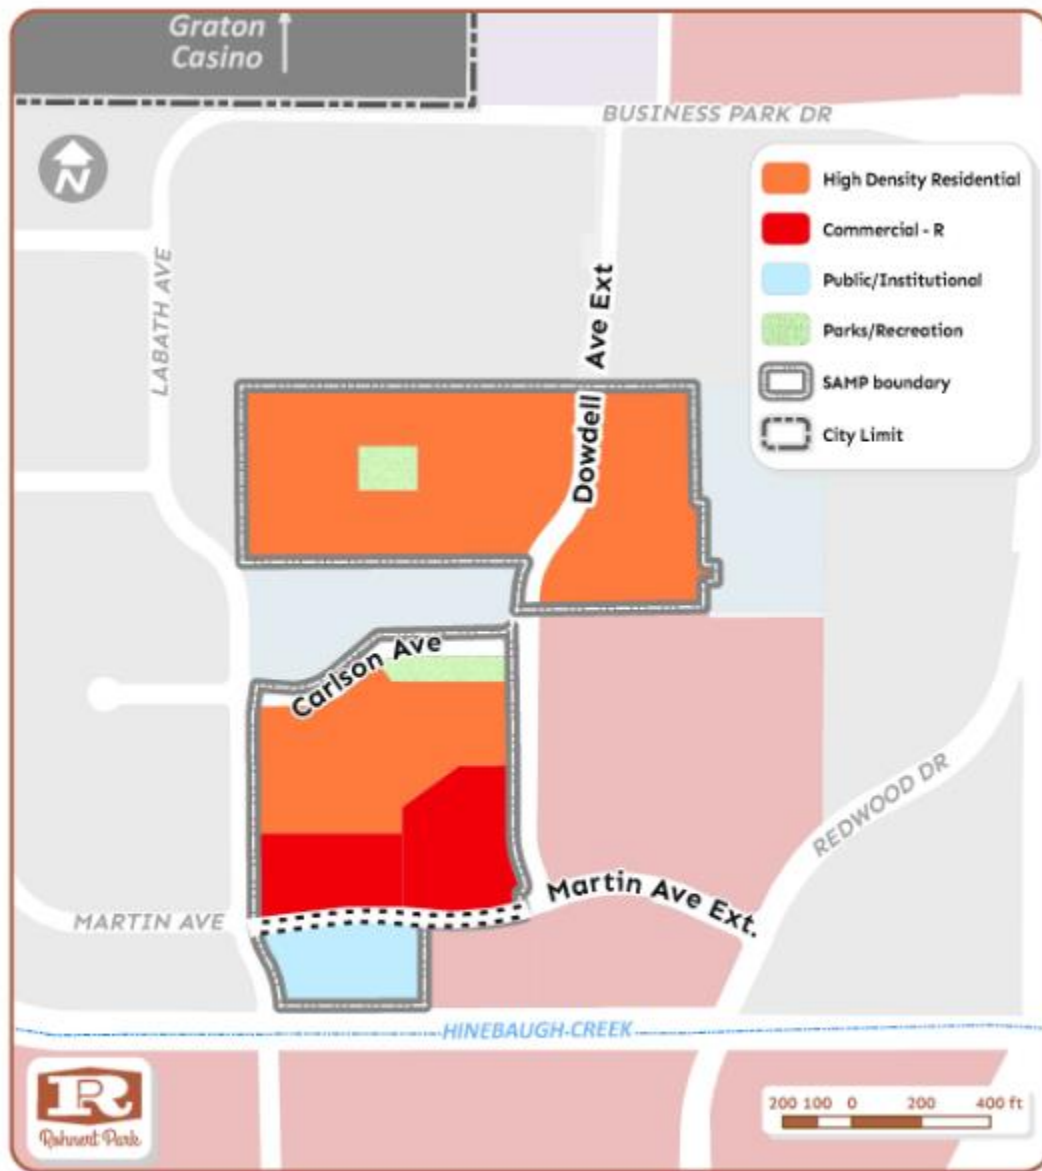 Graton
Casino
BUSINESS PARK DR
N
High Density Residential
Commercial - R
Public/Institutional
Parks/Recreation
SAMP boundary
City Limit
LABATH AVE
Dowdell Ave Ext
Carlson Ave
REDWOOD DR
MARTIN AVE
Martin Ave Ext.
HINEBAUGH CREEK
R
Rohnert Park
200 100 0 200 400 ft